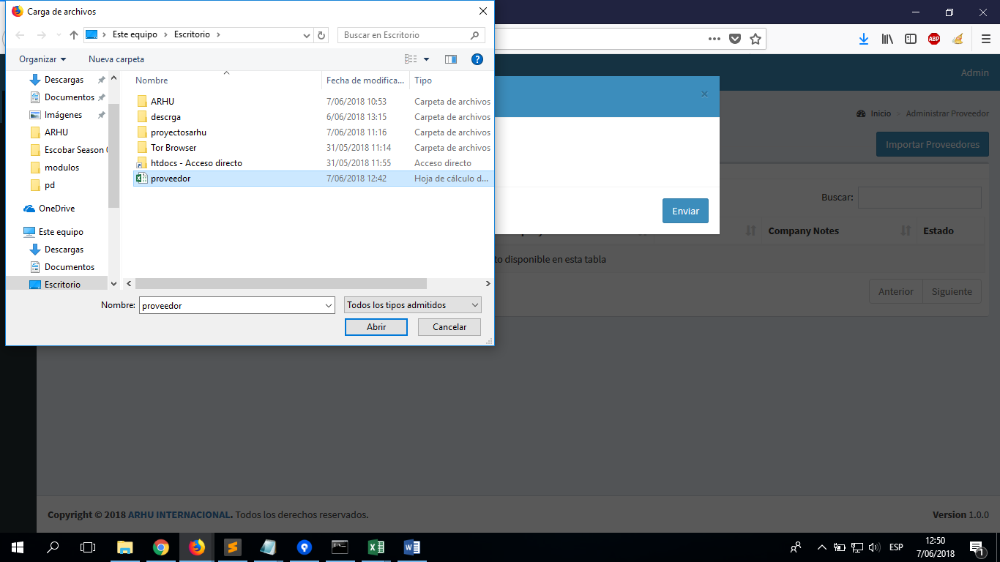 Carga de archivos
Este equipo
Escritorio
Buscar en Escritorio
Organizar
Nueva carpeta
Descargas
Documentos
Imágenes
ARHU
Escobar Season
modulos
pd
OneDrive
Este equipo
Descargas
Documentos
Escritorio
Nombre Fecha de modifica... Tipo
ARHU 7/06/2018 10:53 Carpeta de archivos
descrga 6/06/2018 13:15 Carpeta de archivos
proyectosarhu 7/06/2018 11:16 Carpeta de archivos
Tor Browser 31/05/2018 11:14 Carpeta de archivos
htdocs - Acceso directo 31/05/2018 11:55 Acceso directo
proveedor 7/06/2018 12:42 Hoja de cálculo d...
Nombre: proveedor Todos los tipos admitidos
Abrir Cancelar
ABP
Admin
×
Inicio > Administrar Proveedor
Importar Proveedores
Enviar
Buscar:
Company Notes Estado
to disponible en esta tabla
Anterior Siguiente
Copyright © 2018 ARHU INTERNACIONAL. Todos los derechos reservados.
Version 1.0.0
ESP
12:50
7/06/2018
1